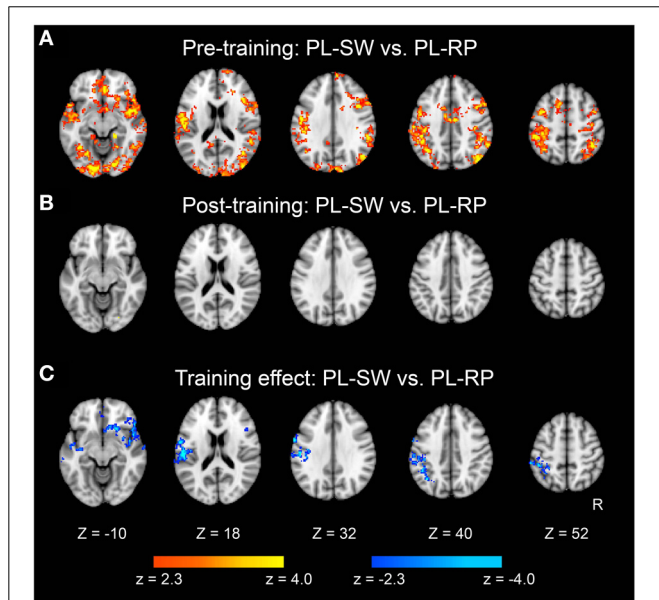 A
Pre-training: PL-SW vs. PL-RP
B
Post-training: PL-SW vs. PL-RP
C
Training effect: PL-SW vs. PL-RP
R
Z = -10 Z = 18 Z = 32 Z = 40 Z = 52
z = 2.3 z = 4.0 z = -2.3 z = -4.0